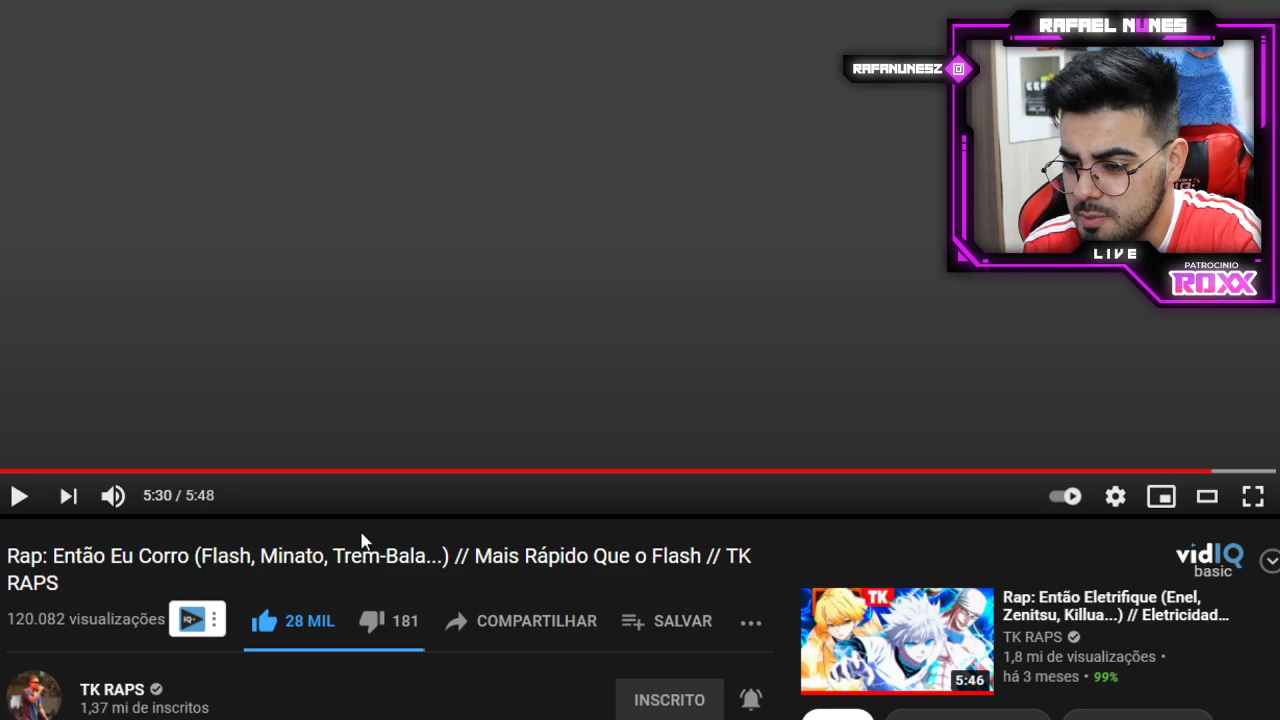 RAFAEL NUNES
RAFANUNESZ
LIVE
PATROCINIO
ROXX
5:30 / 5:48
Rap: Então Eu Corro (Flash, Minato, Trem-Bala...) // Mais Rápido Que o Flash // TK
RAPS
120.082 visualizações
IQ
28 MIL
181
COMPARTILHAR
SALVAR
TK RAPS
1,37 mi de inscritos
INSCRITO
vidIQ
basic
TK
5:46
Rap: Então Eletrifique (Enel,
Zenitsu, Killua...) // Eletricidad...
TK RAPS
1,8 mi de visualizações •
há 3 meses • 99%